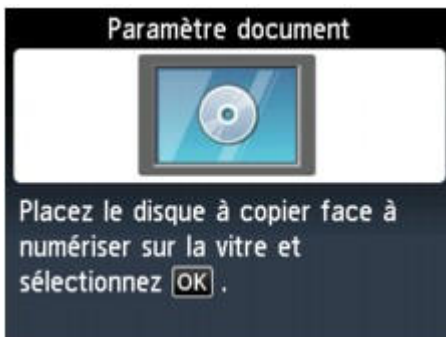 Paramètre document
Placez le disque à copier face à
numériser sur la vitre et
sélectionnez OK .